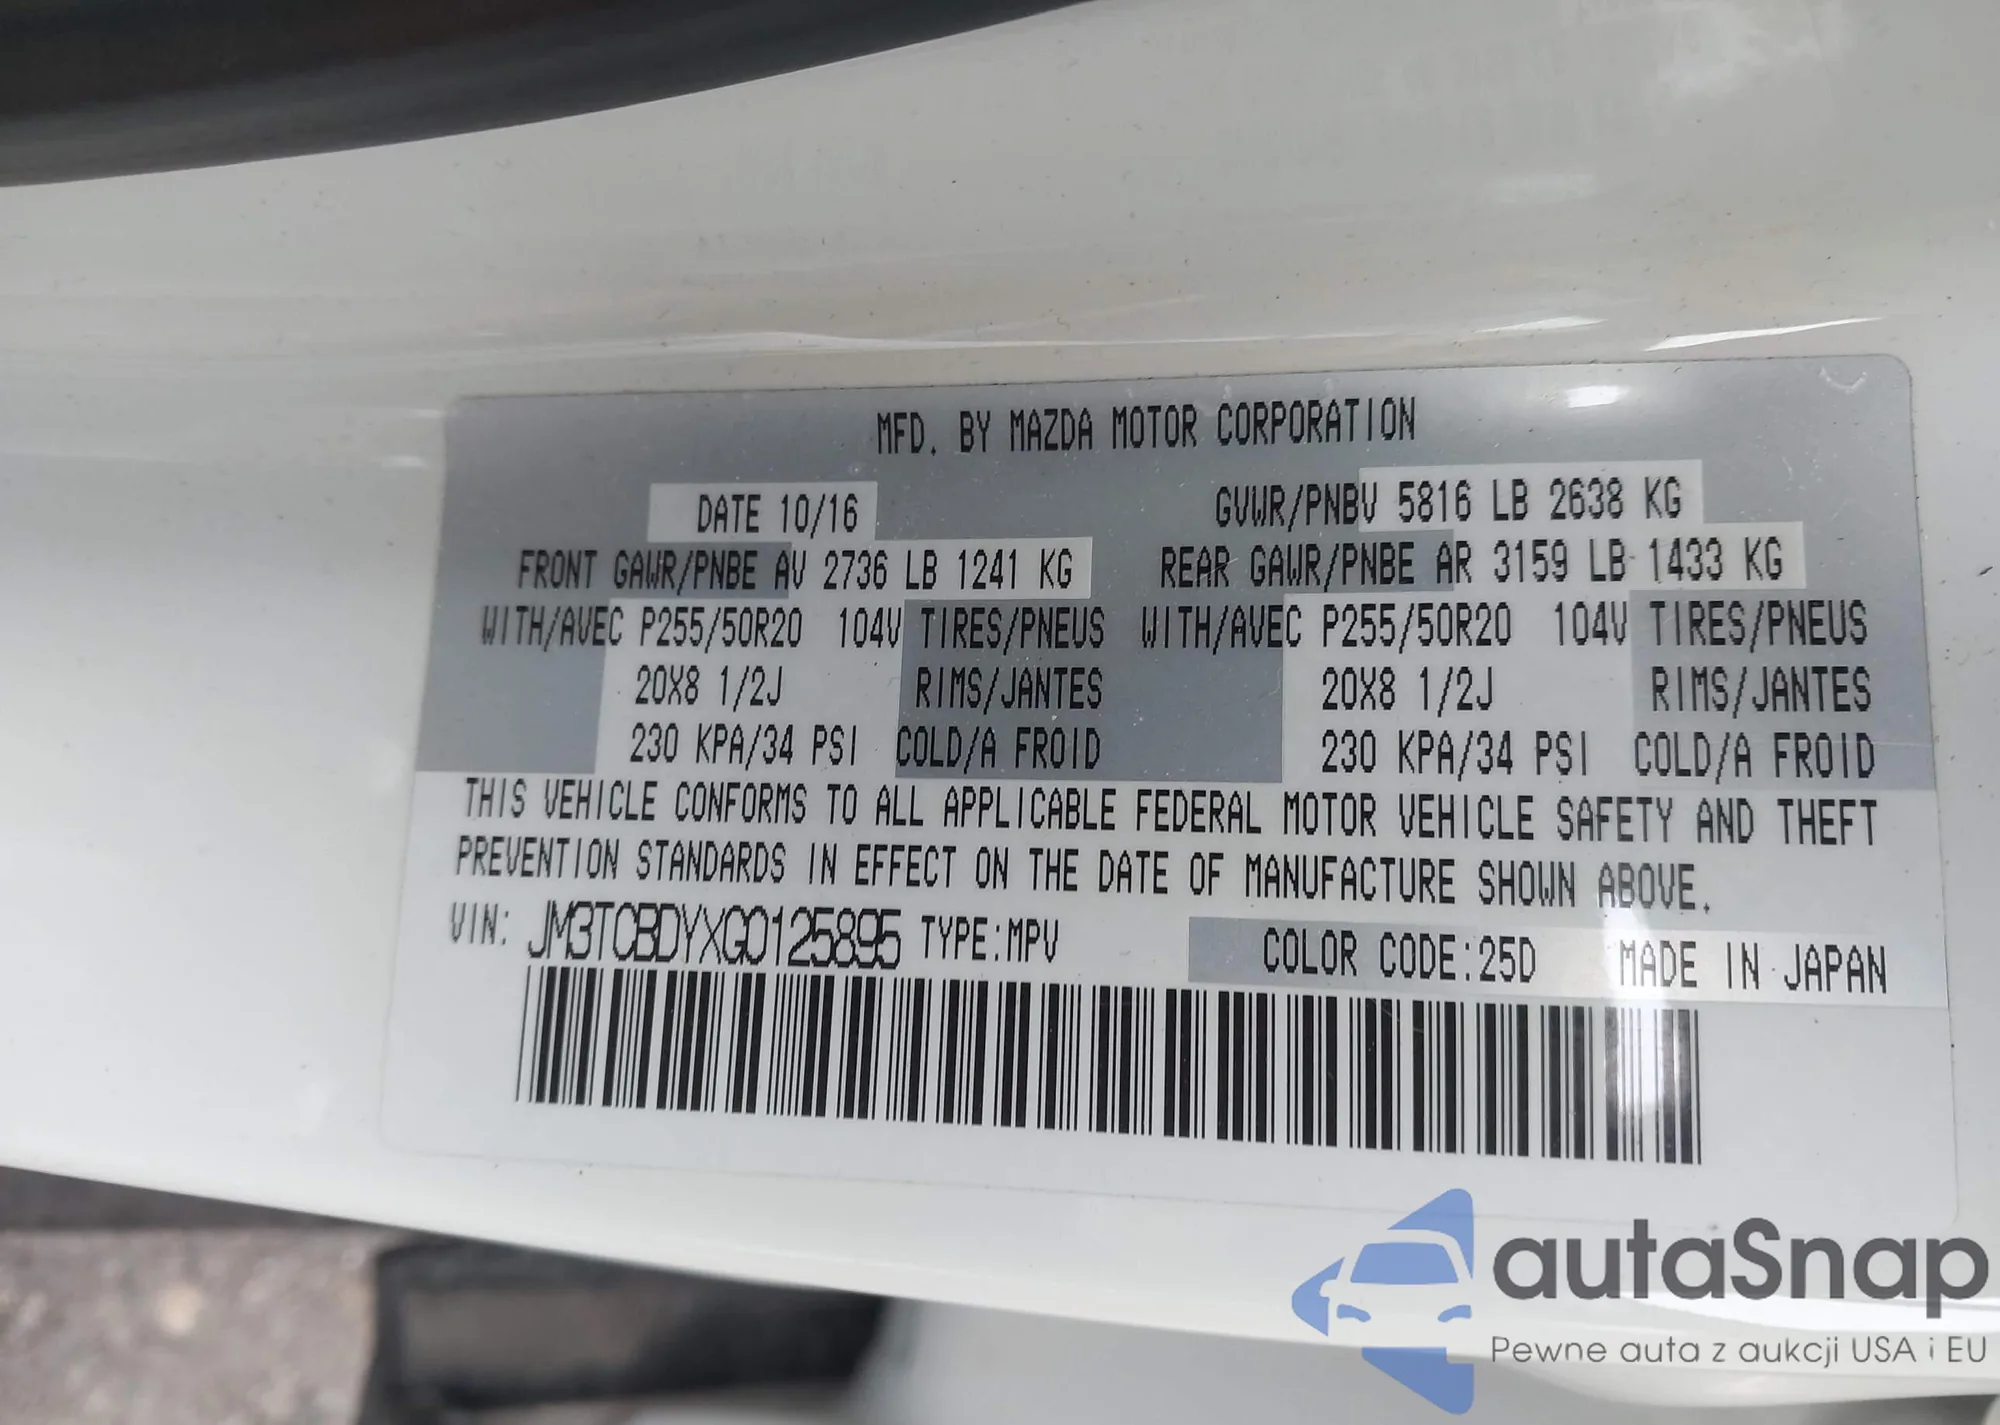 MFD. BY MAZDA MOTOR CORPORATION
DATE 10/16 GVWR/PNBV 5816 LB 2638 KG
FRONT GAWR/PNBE AV 2736 LB 1241 KG REAR GAWR/PNBE AR 3159 LB 1433 KG
WITH/AVEC P255/50R20 104V TIRES/PNEUS WITH/AVEC P255/50R20 104V TIRES/PNEUS
20X8 1/2J RIMS/JANTES 20X8 1/2J RIMS/JANTES
230 KPA/34 PSI COLD/A FROID 230 KPA/34 PSI COLD/A FROID
THIS VEHICLE CONFORMS TO ALL APPLICABLE FEDERAL MOTOR VEHICLE SAFETY AND THEFT
PREVENTION STANDARDS IN EFFECT ON THE DATE OF MANUFACTURE SHOWN ABOVE.
VIN: JM3TCBDYXG0125895 TYPE:MPV COLOR CODE:25D MADE IN JAPAN
autaSnap
Pewne auta z aukcji USA i EU